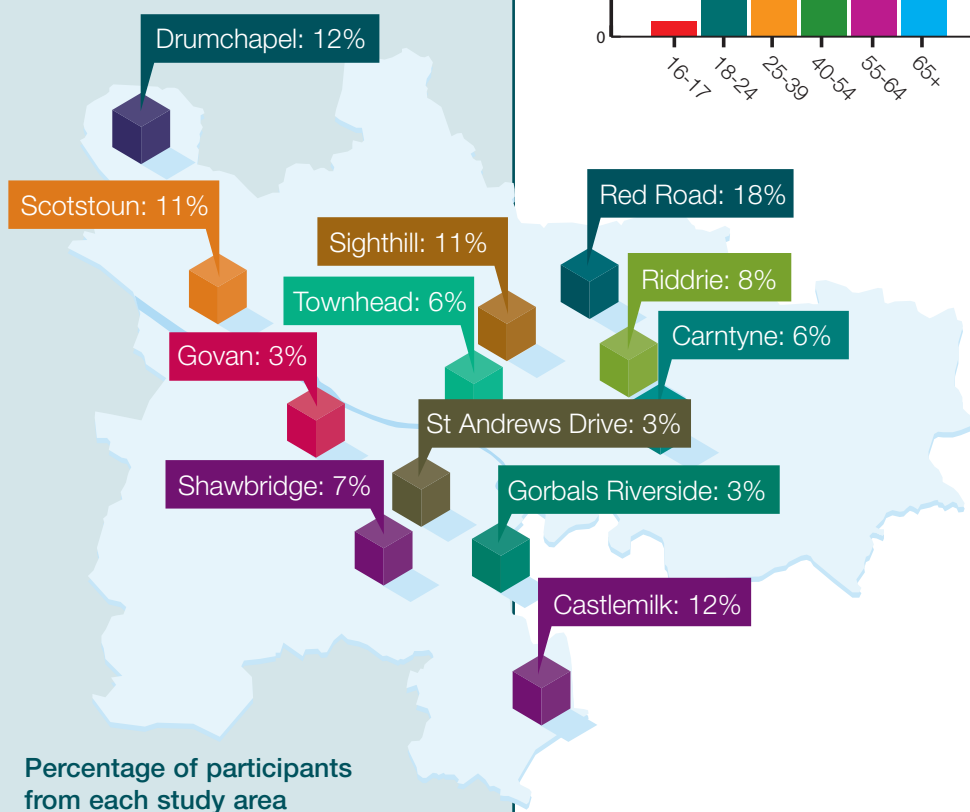 Drumchapel: 12%
0
16-17
18-24
25-39
40-54
55-64
65+
Scotstoun: 11%
Red Road: 18%
Sighthill: 11%
Riddrie: 8%
Townhead: 6%
Carntyne: 6%
Govan: 3%
St Andrews Drive: 3%
Shawbridge: 7%
Gorbals Riverside: 3%
Castlemilk: 12%
Percentage of participants
from each study area